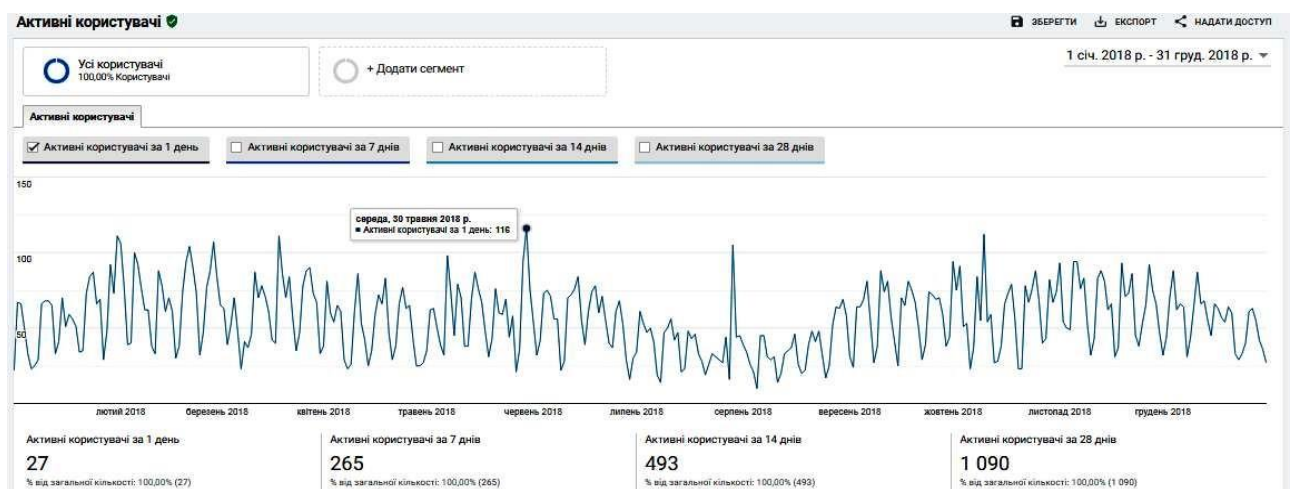 Активні користувачі
ЗБЕРЕГТИ ЕКСПОРТ НАДАТИ ДОСТУП
Усі користувачі
100,00% Користувачі
+ Додати сегмент
1 січ. 2018 р. - 31 груд. 2018 р.
Активні користувачі
Активні користувачі за 1 день Активні користувачі за 7 днів Активні користувачі за 14 днів Активні користувачі за 28 днів
150
середа, 30 травня 2018 р.
Активні користувачі за 1 день: 116
100
50
лютий 2018 березень 2018 квітень 2018 травень 2018 червень 2018 липень 2018 серпень 2018 вересень 2018 жовтень 2018 листопад 2018 грудень 2018
Активні користувачі за 1 день Активні користувачі за 7 днів Активні користувачі за 14 днів Активні користувачі за 28 днів
27 265 493 1 090
% від загальної кількості: 100,00% (27) % від загальної кількості: 100,00% (265) % від загальної кількості: 100,00% (493) % від загальної кількості: 100,00% (1 090)